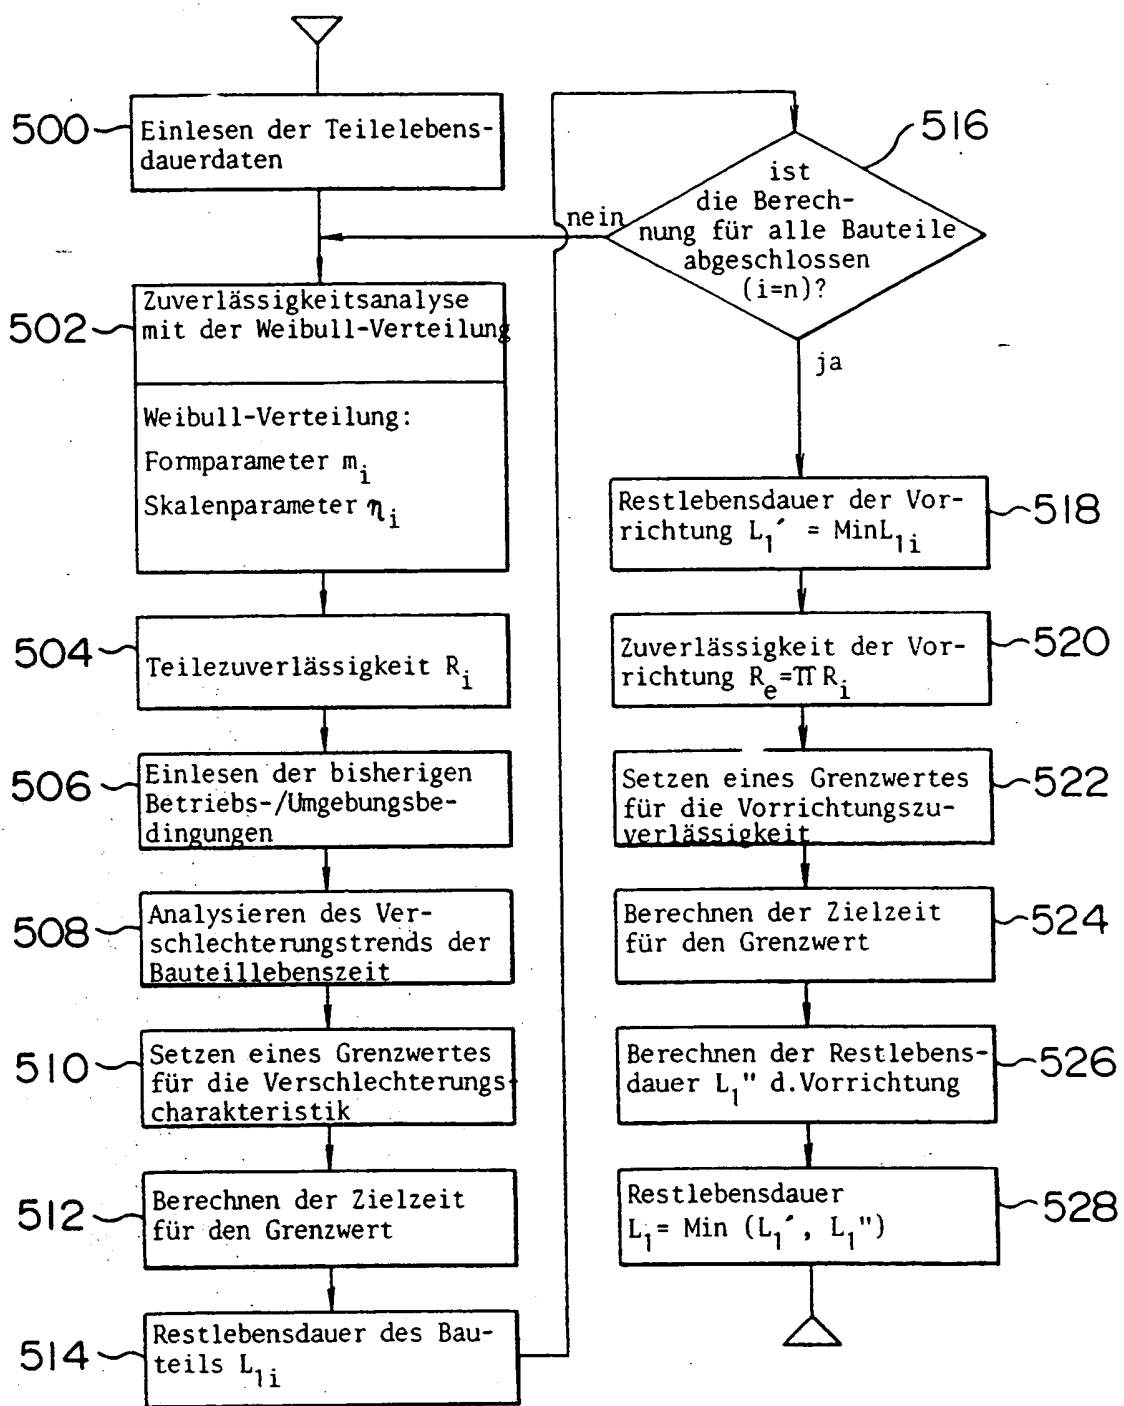 500
Einlesen der Teilelebens-
dauerdaten
502
Zuverlässigkeitsanalyse
mit der Weibull-Verteilung
Weibull-Verteilung:
Formparameter mᵢ
Skalenparameter ηᵢ
504
Teilezuverlässigkeit Rᵢ
506
Einlesen der bisherigen
Betriebs-/Umgebungsbe-
dingungen
508
Analysieren des Ver-
schlechterungstrends der
Bauteillebenszeit
510
Setzen eines Grenzwertes
für die Verschlechterungs-
charakteristik
512
Berechnen der Zielzeit
für den Grenzwert
514
Restlebensdauer des Bau-
teils L₁ᵢ
516
ist
die Berech-
nung für alle Bauteile
abgeschlossen
(i=n)?
nein
ja
Restlebensdauer der Vor-
richtung L₁′ = MinL₁ᵢ
518
Zuverlässigkeit der Vor-
richtung Rₑ=πRᵢ
520
Setzen eines Grenzwertes
für die Vorrichtungszu-
verlässigkeit
522
Berechnen der Zielzeit
für den Grenzwert
524
Berechnen der Restlebens-
dauer L₁" d.Vorrichtung
526
Restlebensdauer
L₁= Min (L₁′, L₁")
528